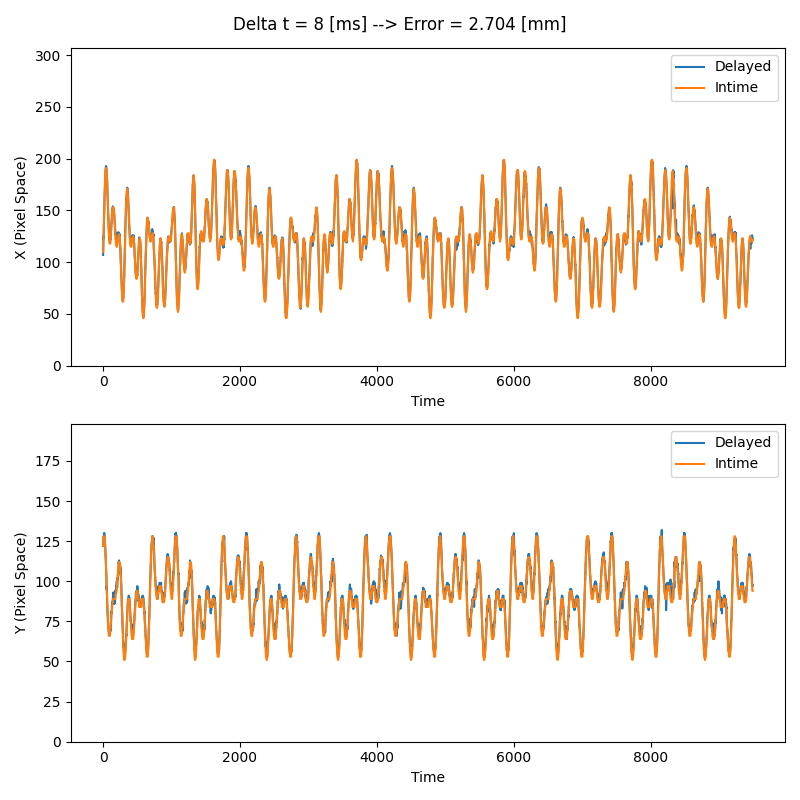 Delta t = 8 [ms] --> Error = 2.704 [mm]
300
250
200
150
100
50
0
X (Pixel Space)
Delayed
Intime
0
2000
4000
6000
8000
Time
175
150
125
100
75
50
25
0
Y (Pixel Space)
Delayed
Intime
0
2000
4000
6000
8000
Time